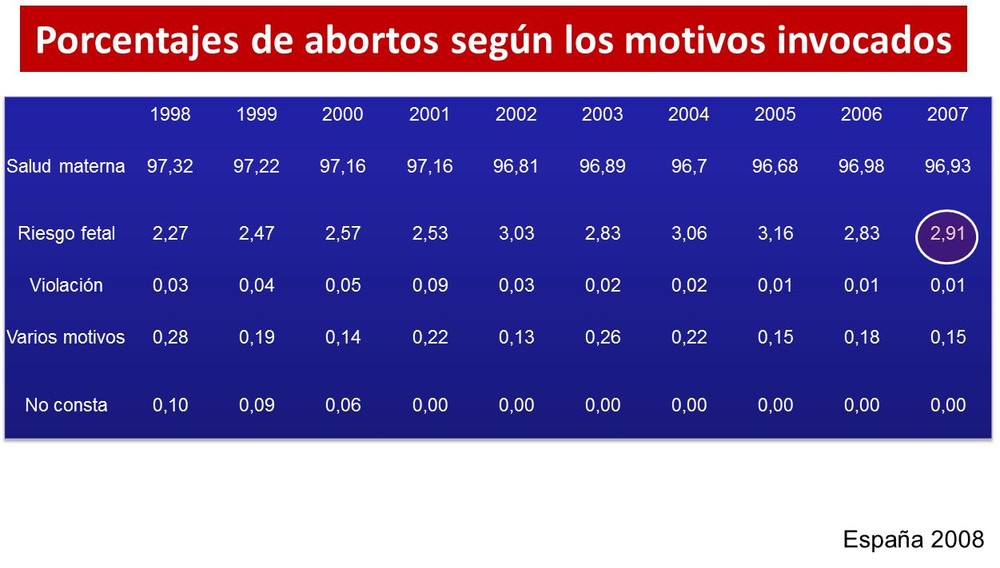 Porcentajes de abortos según los motivos invocados
1998 1999 2000 2001 2002 2003 2004 2005 2006 2007
Salud materna 97,32 97,22 97,16 97,16 96,81 96,89 96,7 96,68 96,98 96,93
Riesgo fetal 2,27 2,47 2,57 2,53 3,03 2,83 3,06 3,16 2,83 2,91
Violación 0,03 0,04 0,05 0,09 0,03 0,02 0,02 0,01 0,01 0,01
Varios motivos 0,28 0,19 0,14 0,22 0,13 0,26 0,22 0,15 0,18 0,15
No consta 0,10 0,09 0,06 0,00 0,00 0,00 0,00 0,00 0,00 0,00
España 2008